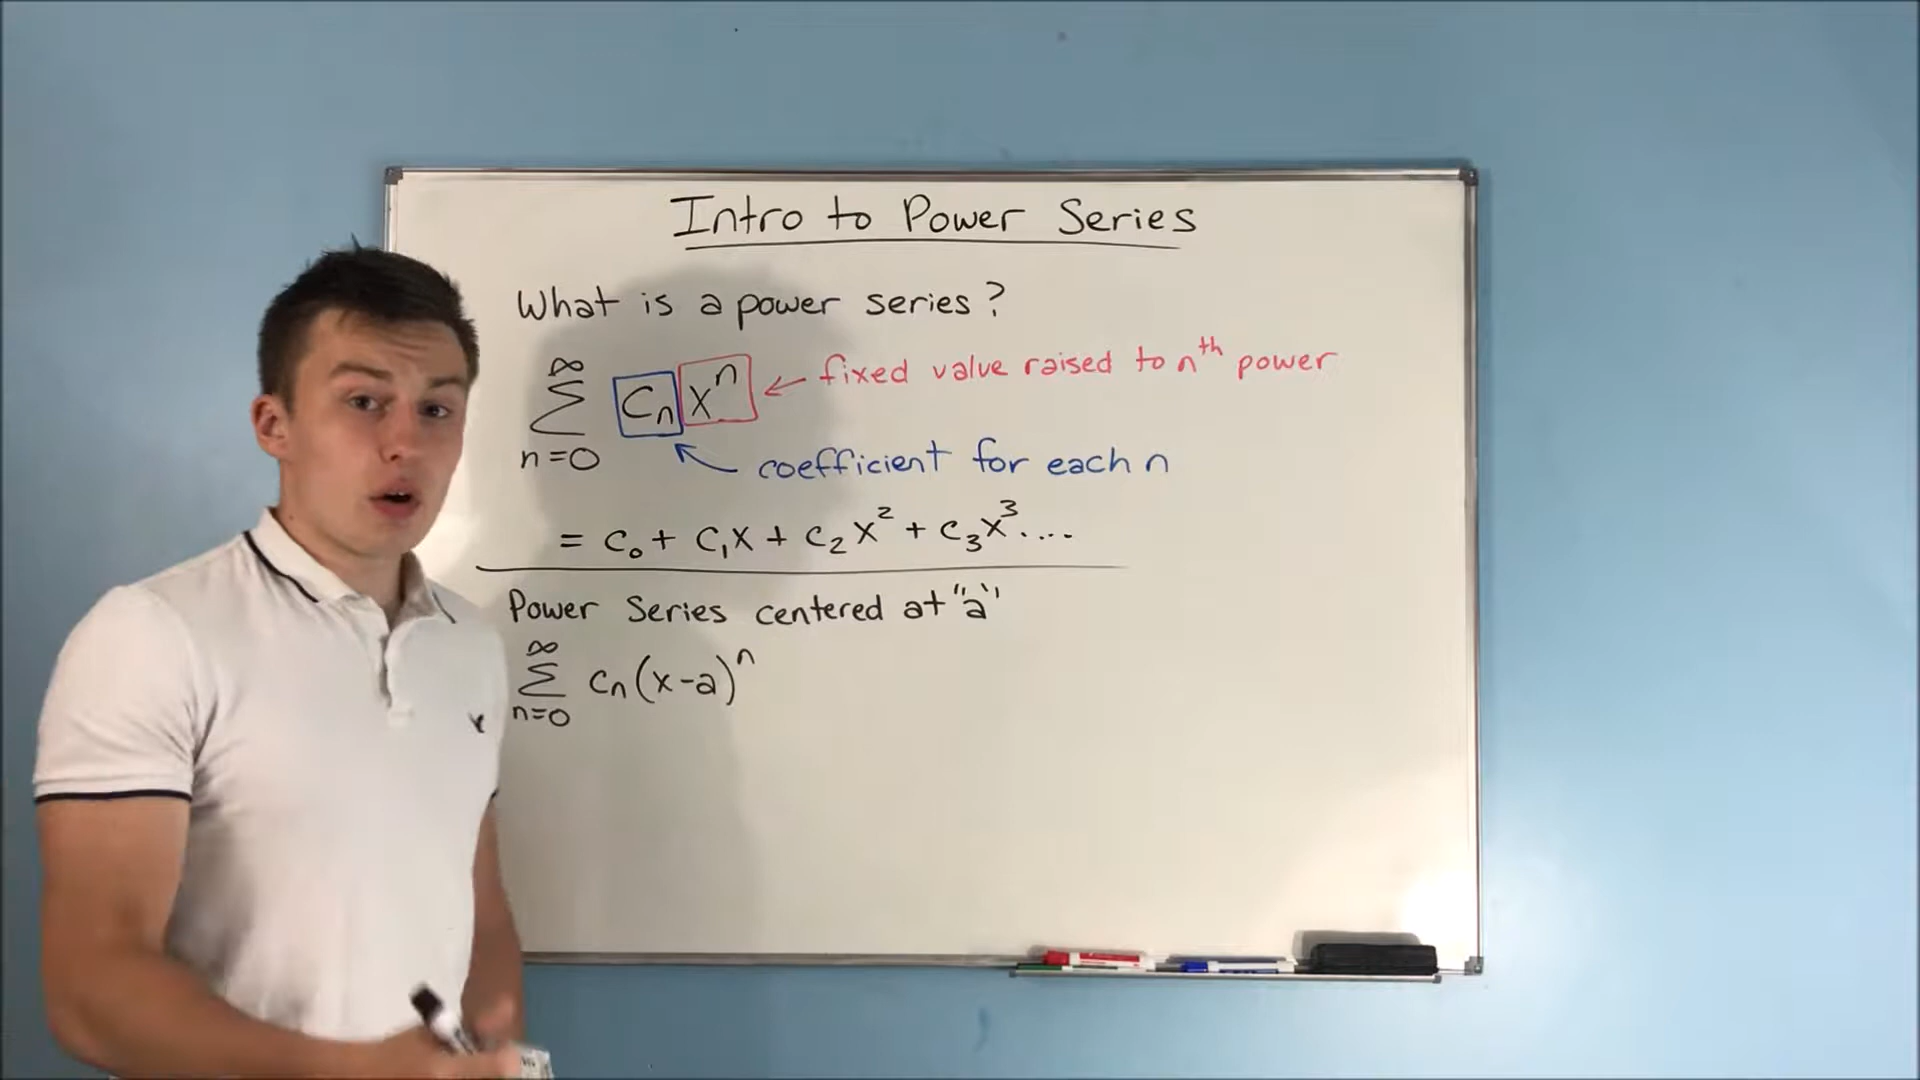 Intro to Power Series
What is a power series?
∞
Σ Cₙ xⁿ ← fixed value raised to nᵗʰ power
n=0
coefficient for each n
= C₀ + C₁X + C₂X² + C₃X³....
Power Series centered at "a"
∞
Σ Cₙ(x-a)ⁿ
n=0